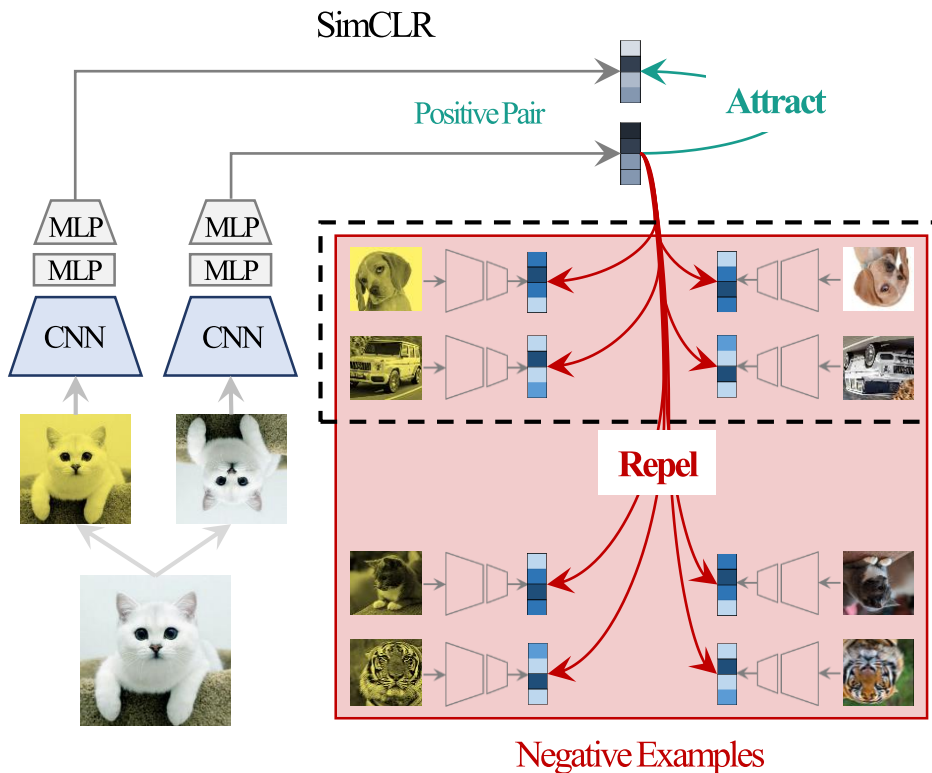 SimCLR
Positive Pair
Attract
MLP
MLP
MLP
MLP
CNN
CNN
Repel
Negative Examples